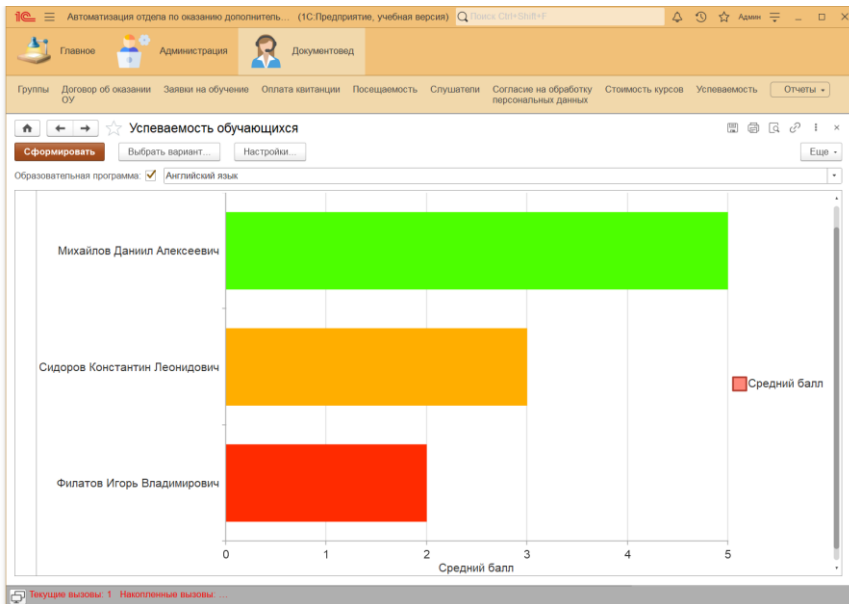 1С Автоматизация отдела по оказанию дополнитель... (1С:Предприятие, учебная версия) Поиск Ctrl+Shift+F Админ
Главное Администрация Документовед
Группы Договор об оказании ОУ Заявки на обучение Оплата квитанции Посещаемость Слушатели Согласие на обработку персональных данных Стоимость курсов Успеваемость Отчеты
Успеваемость обучающихся
Сформировать Выбрать вариант... Настройки... Еще
Образовательная программа: Английский язык
Михайлов Даниил Алексеевич
Сидоров Константин Леонидович
Средний балл
Филатов Игорь Владимирович
0 1 2 3 4 5
Средний балл
Текущие вызовы: 1 Накопленные вызовы: ...